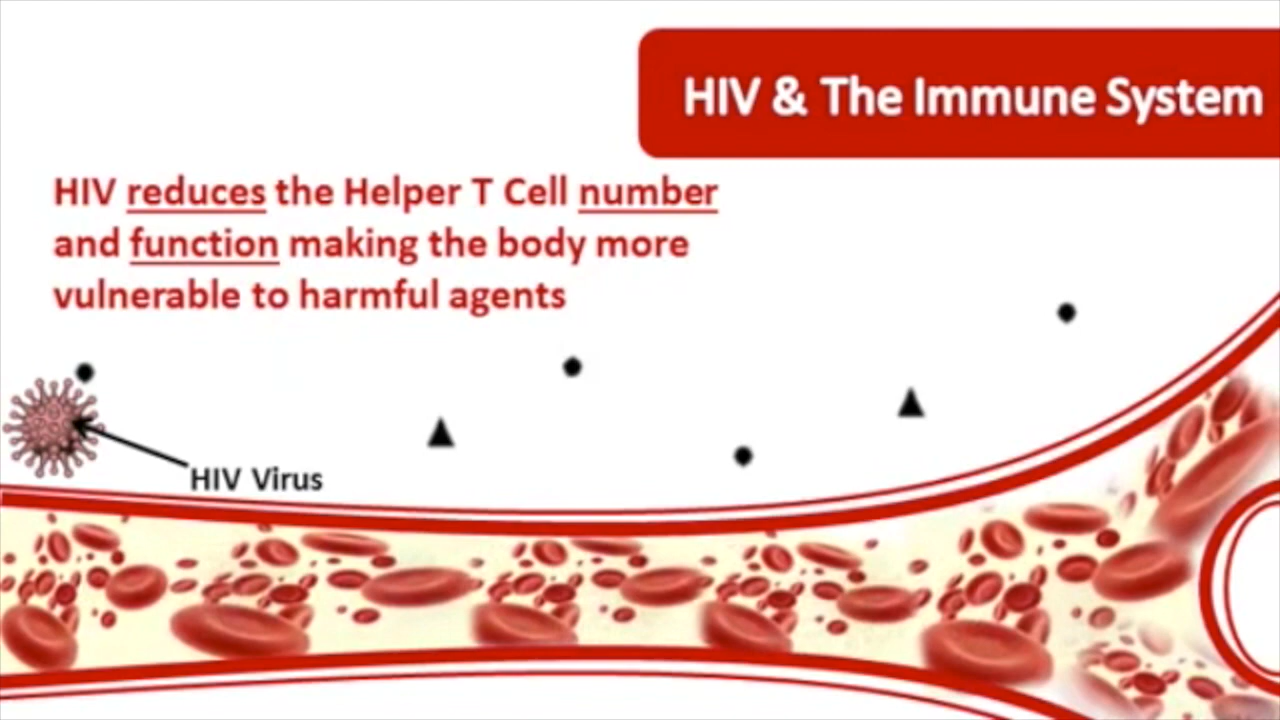 HIV & The Immune System
HIV reduces the Helper T Cell number
and function making the body more
vulnerable to harmful agents
HIV Virus